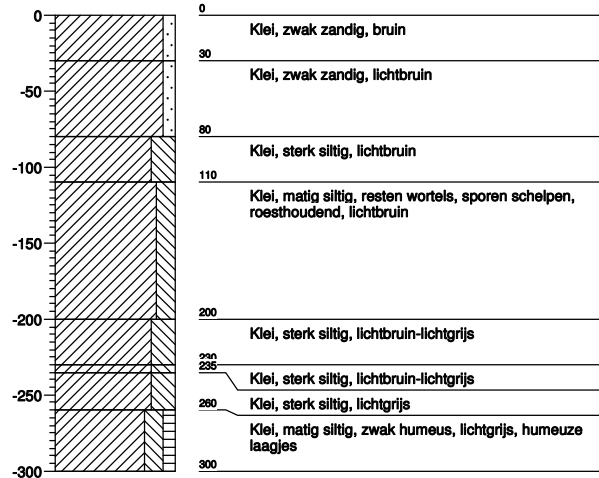 0
Klei, zwak zandig, bruin
30
Klei, zwak zandig, lichtbruin
80
Klei, sterk siltig, lichtbruin
110
Klei, matig siltig, resten wortels, sporen schelpen,
roesthoudend, lichtbruin
200
Klei, sterk siltig, lichtbruin-lichtgrijs
230
235
Klei, sterk siltig, lichtbruin-lichtgrijs
Klei, sterk siltig, lichtgrijs
260
Klei, matig siltig, zwak humeus, lichtgrijs, humeuze
laagjes
300
0
-50
-100
-150
-200
-250
-300